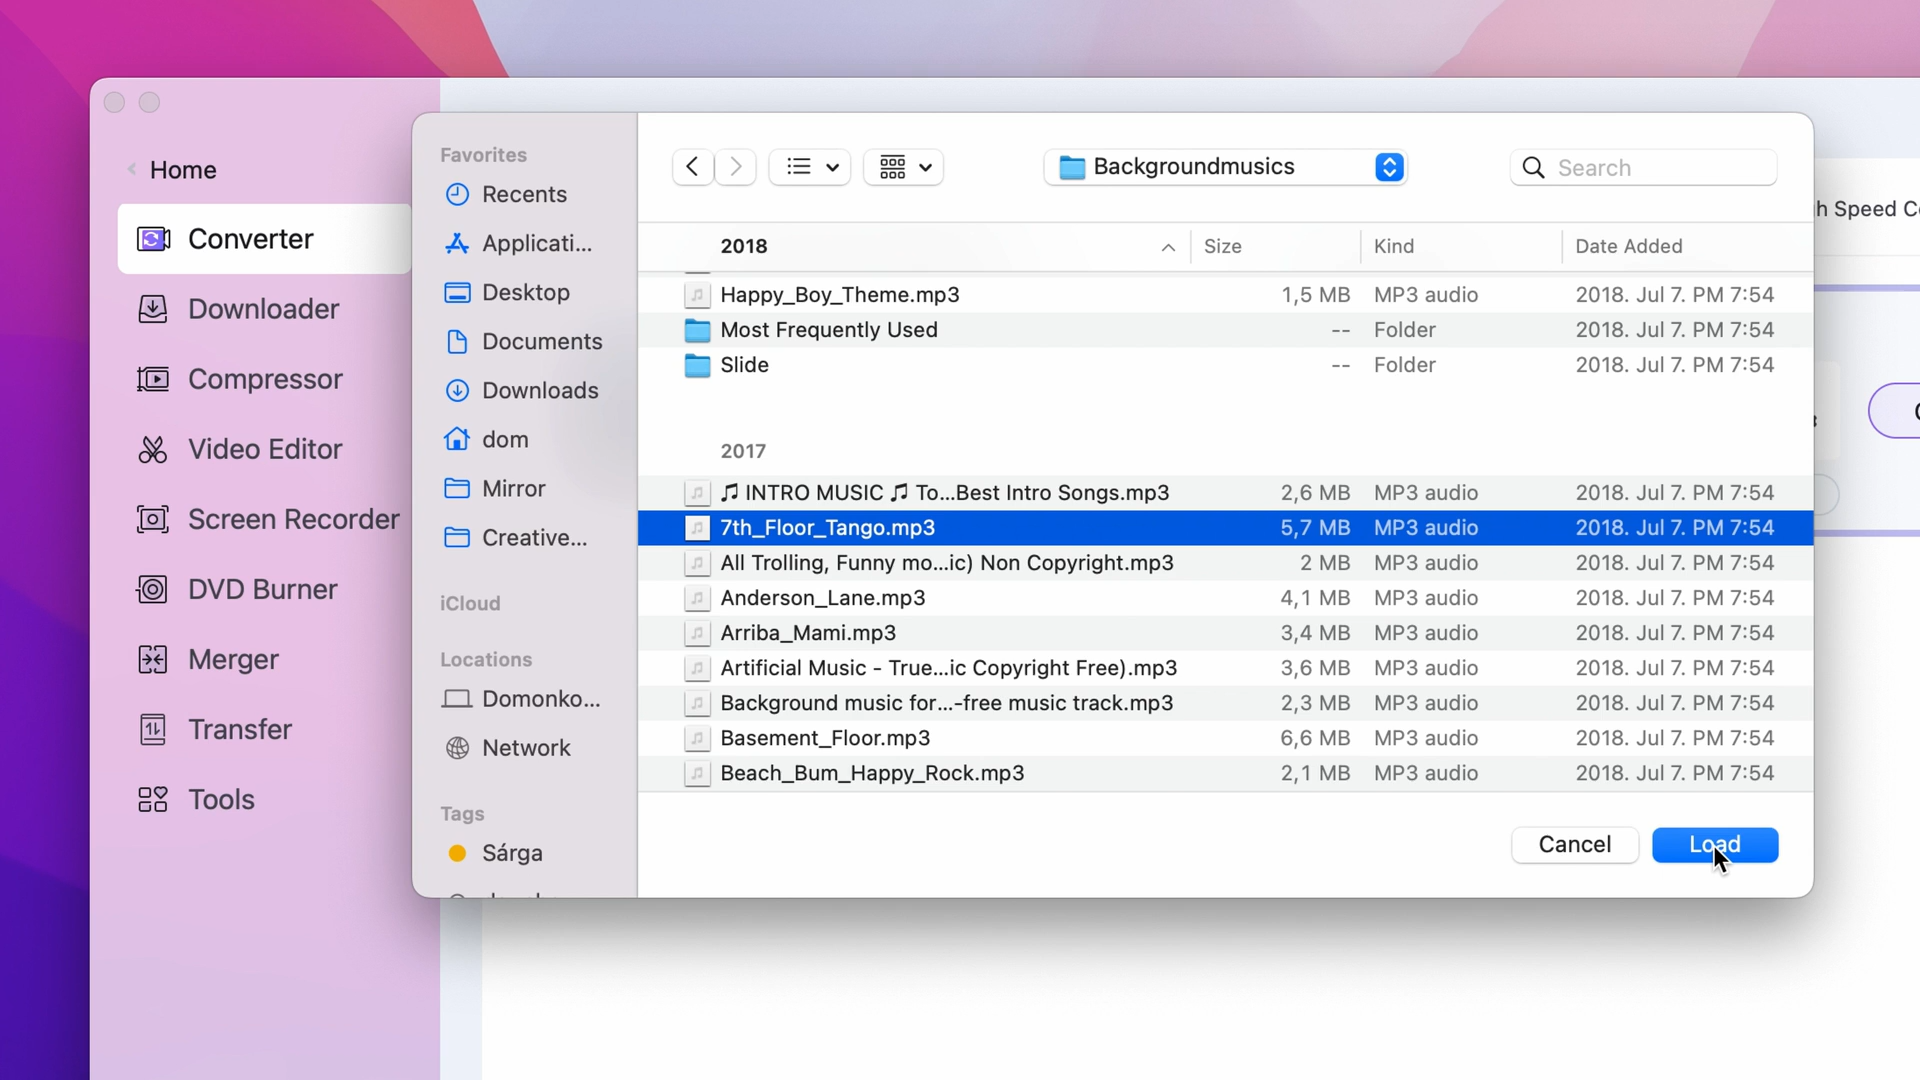 Home
Converter
Downloader
Compressor
Video Editor
Screen Recorder
DVD Burner
Merger
Transfer
Tools
Favorites
Recents
Applicati...
Desktop
Documents
Downloads
dom
Mirror
Creative...
iCloud
Locations
Domonko...
Network
Tags
Sárga
Backgroundmusics
Search
2018 Size Kind Date Added
Happy_Boy_Theme.mp3 1,5 MB MP3 audio 2018. Jul 7. PM 7:54
Most Frequently Used -- Folder 2018. Jul 7. PM 7:54
Slide -- Folder 2018. Jul 7. PM 7:54
2017
🎵 INTRO MUSIC 🎵 To...Best Intro Songs.mp3 2,6 MB MP3 audio 2018. Jul 7. PM 7:54
7th_Floor_Tango.mp3 5,7 MB MP3 audio 2018. Jul 7. PM 7:54
All Trolling, Funny mo...ic) Non Copyright.mp3 2 MB MP3 audio 2018. Jul 7. PM 7:54
Anderson_Lane.mp3 4,1 MB MP3 audio 2018. Jul 7. PM 7:54
Arriba_Mami.mp3 3,4 MB MP3 audio 2018. Jul 7. PM 7:54
Artificial Music - True...ic Copyright Free).mp3 3,6 MB MP3 audio 2018. Jul 7. PM 7:54
Background music for...-free music track.mp3 2,3 MB MP3 audio 2018. Jul 7. PM 7:54
Basement_Floor.mp3 6,6 MB MP3 audio 2018. Jul 7. PM 7:54
Beach_Bum_Happy_Rock.mp3 2,1 MB MP3 audio 2018. Jul 7. PM 7:54
Cancel Load
h Speed C